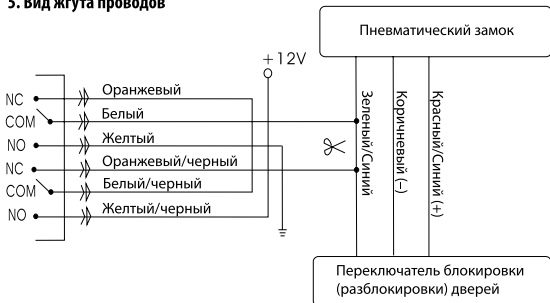 5. Вид жгута проводов
Пневматический замок
+12V
NC
Оранжевый
COM
Белый
NO
Желтый
NC
Оранжевый/черный
COM
Белый/черный
NO
Желтый/черный
Зеленый/Синий
Коричневый (–)
Красный/Синий (+)
Переключатель блокировки
(разблокировки) дверей